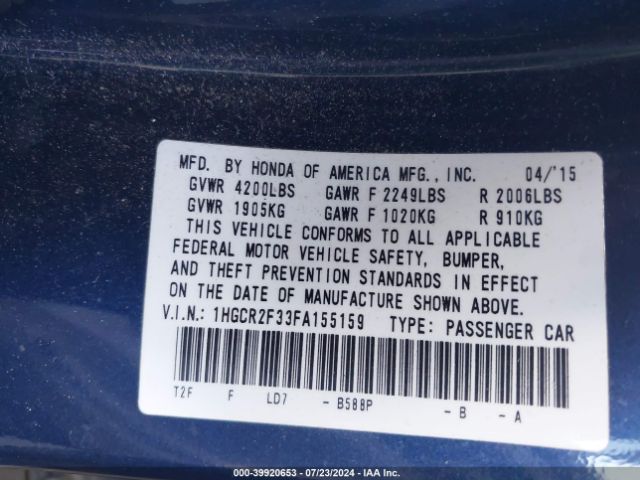 MFD. BY HONDA OF AMERICA MFG., INC. 04/'15
GVWR 4200LBS GAWR F 2249LBS R 2006LBS
GVWR 1905KG GAWR F 1020KG R 910KG
THIS VEHICLE CONFORMS TO ALL APPLICABLE
FEDERAL MOTOR VEHICLE SAFETY, BUMPER,
AND THEFT PREVENTION STANDARDS IN EFFECT
ON THE DATE OF MANUFACTURE SHOWN ABOVE.
V.I.N.: 1HGCR2F33FA155159 TYPE: PASSENGER CAR
T2F F LD7 - B588P - B - A
000-39920653 / 07/23/2024 - IAA Inc.